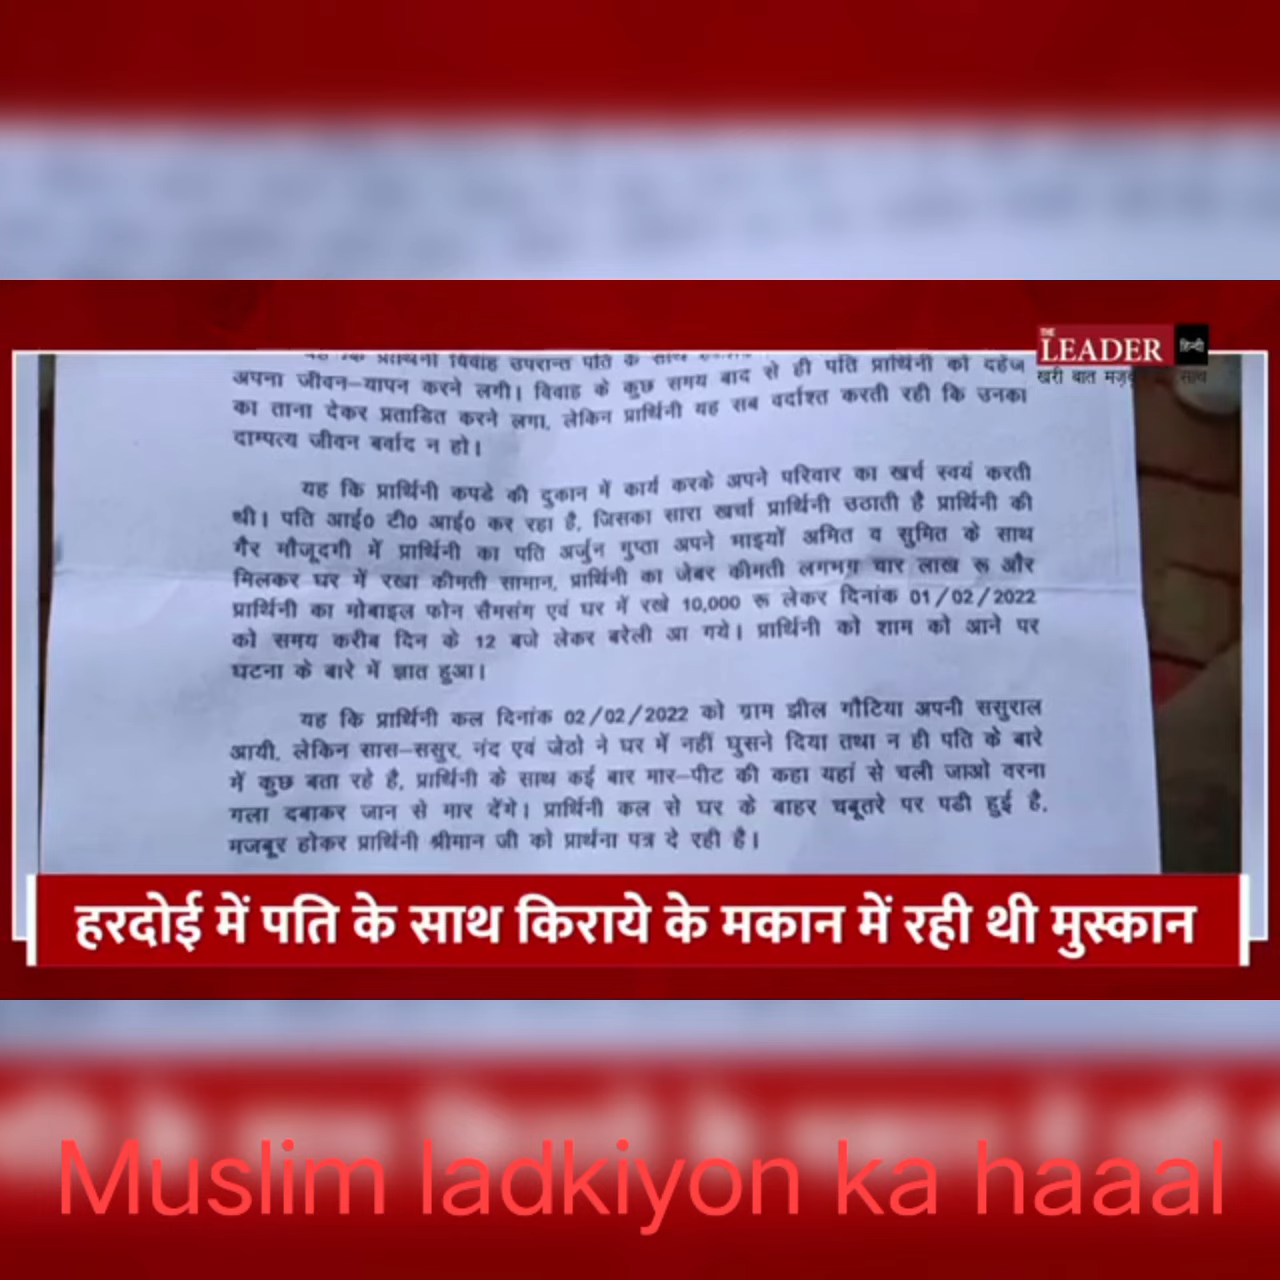 THE
LEADER हिन्दी
खरी बात मज़
साथ
यह कि प्रार्थिनी विवाह उपरान्त पति के साथ
अपना जीवन-यापन करने लगी। विवाह के कुछ समय बाद से ही पति प्रार्थिनी को दहेज
का ताना देकर प्रताडित करने लगा, लेकिन प्रार्थिनी यह सब वर्दाश्त करती रही कि उनका
दाम्पत्य जीवन बर्वाद न हो।
यह कि प्रार्थिनी कपडे की दुकान में कार्य करके अपने परिवार का खर्च स्वयं करती
थी। पति आई० टी० आई० कर रहा है, जिसका सारा खर्चा प्रार्थिनी उठाती है प्रार्थिनी की
गैर मौजूदगी में प्रार्थिनी का पति अर्जुन गुप्ता अपने भाइयों अमित व सुमित के साथ
मिलकर घर में रखा कीमती सामान, प्रार्थिनी का जेबर कीमती लगभग चार लाख रू और
प्रार्थिनी का मोबाइल फोन सैमसंग एवं घर में रखे 10,000 रू लेकर दिनांक 01/02/2022
को समय करीब दिन के 12 बजे लेकर बरेली आ गये। प्रार्थिनी को शाम को आने पर
घटना के बारे में ज्ञात हुआ।
यह कि प्रार्थिनी कल दिनांक 02/02/2022 को ग्राम झील गौटिया अपनी ससुराल
आयी, लेकिन सास-ससुर, नंद एवं जेठो ने घर में नहीं घुसने दिया तथा न ही पति के बारे
में कुछ बता रहे है, प्रार्थिनी के साथ कई बार मार-पीट की कहा यहां से चली जाओ वरना
गला दबाकर जान से मार देंगे। प्रार्थिनी कल से घर के बाहर चबूतरे पर पडी हुई है,
मजबूर होकर प्रार्थिनी श्रीमान जी को प्रार्थना पत्र दे रही है।
हरदोई में पति के साथ किराये के मकान में रही थी मुस्कान
Muslim ladkiyon ka haaal